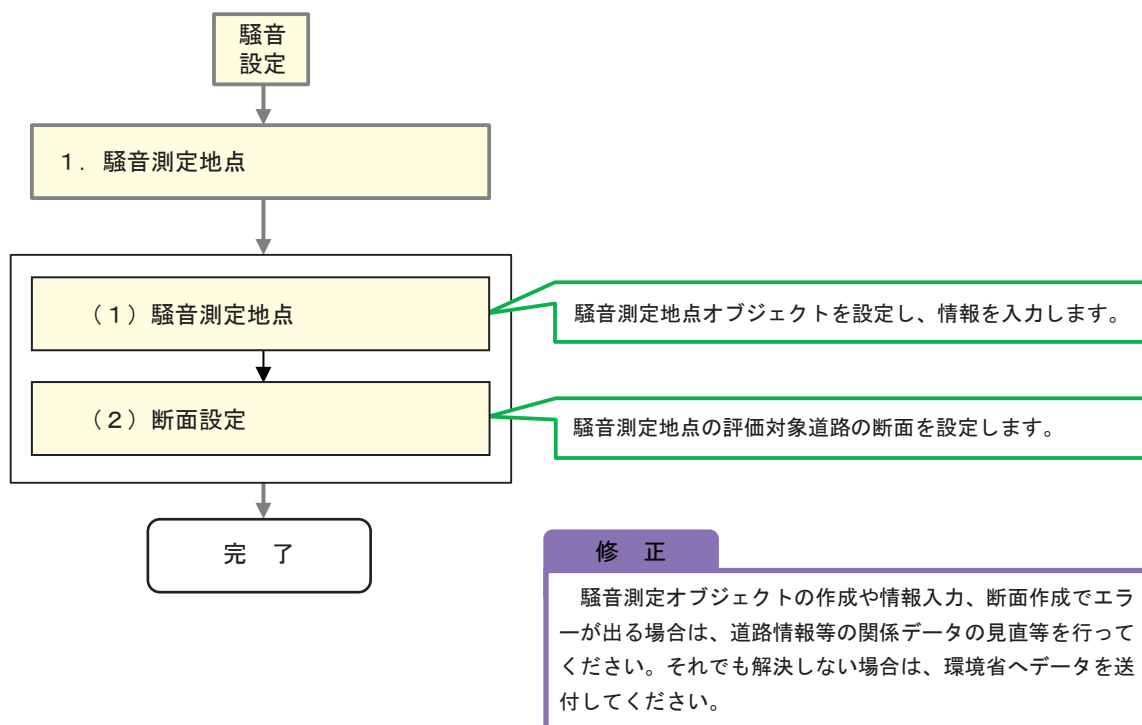 騒音
設定
１．騒音測定地点
（１）騒音測定地点
騒音測定地点オブジェクトを設定し、情報を入力します。
（２）断面設定
騒音測定地点の評価対象道路の断面を設定します。
完　了
修　正
　騒音測定オブジェクトの作成や情報入力、断面作成でエラ
ーが出る場合は、道路情報等の関係データの見直等を行って
ください。それでも解決しない場合は、環境省へデータを送
付してください。